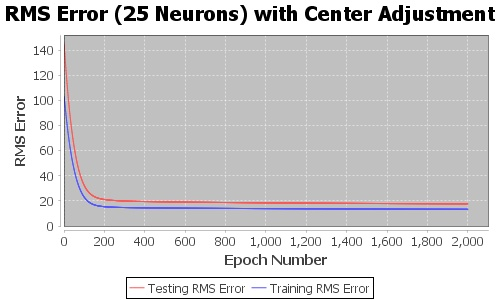 RMS Error (25 Neurons) with Center Adjustment
RMS Error
140
120
100
80
60
40
20
0
0 200 400 600 800 1,000 1,200 1,400 1,600 1,800 2,000
Epoch Number
Testing RMS Error Training RMS Error